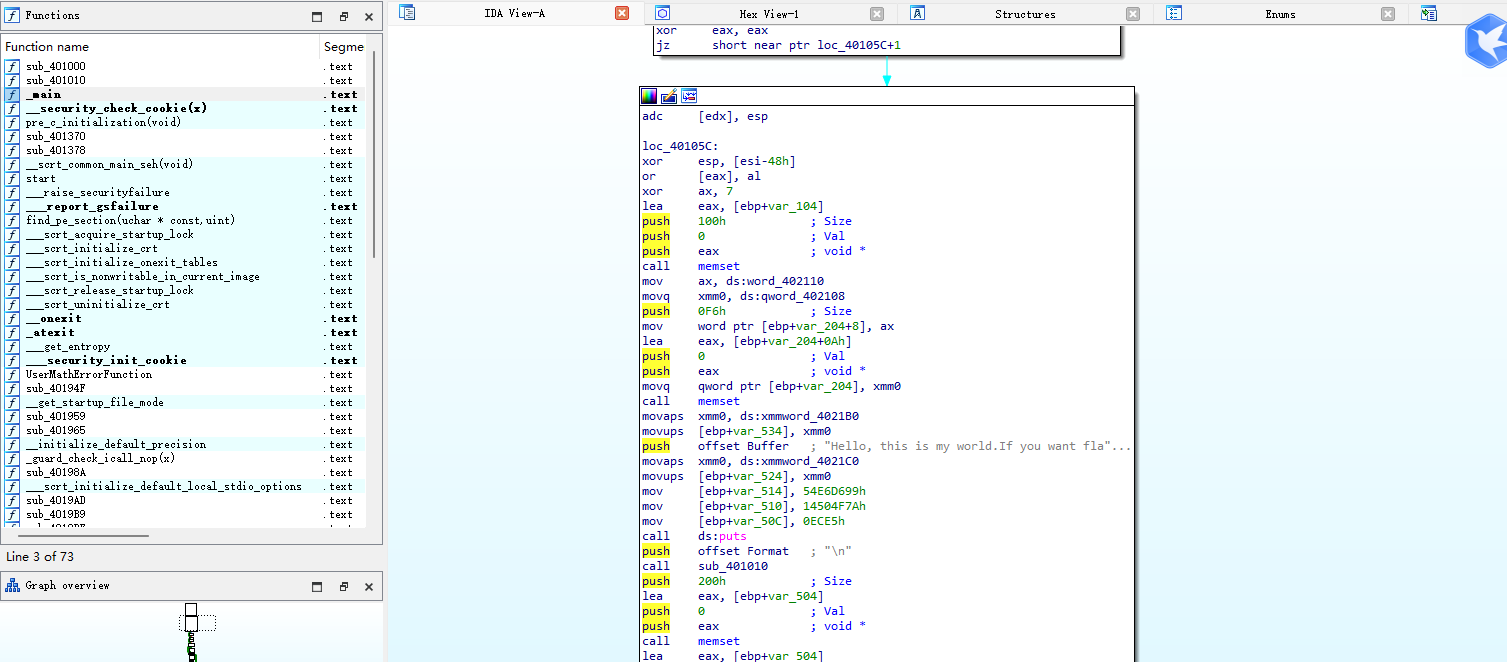 Functions
IDA View-A
Hex View-1
Structures
Enums
Function name
Segme
sub_401000 .text
sub_401010 .text
_main .text
__security_check_cookie(x) .text
pre_c_initialization(void) .text
sub_401370 .text
sub_401378 .text
__scrt_common_main_seh(void) .text
start .text
___raise_securityfailure .text
___report_gsfailure .text
find_pe_section(uchar * const,uint) .text
___scrt_acquire_startup_lock .text
___scrt_initialize_crt .text
___scrt_initialize_onexit_tables .text
___scrt_is_nonwritable_in_current_image .text
___scrt_release_startup_lock .text
___scrt_uninitialize_crt .text
__onexit .text
_atexit .text
___get_entropy .text
___security_init_cookie .text
UserMathErrorFunction .text
sub_40194F .text
__get_startup_file_mode .text
sub_401959 .text
sub_401965 .text
__initialize_default_precision .text
_guard_check_icall_nop(x) .text
sub_40198A .text
___scrt_initialize_default_local_stdio_options .text
sub_4019AD .text
sub_4019B9 .text
Line 3 of 73
Graph overview
xor eax, eax
jz short near ptr loc_40105C+1
adc [edx], esp
loc_40105C:
xor esp, [esi-48h]
or [eax], al
xor ax, 7
lea eax, [ebp+var_104]
push 100h ; Size
push 0 ; Val
push eax ; void *
call memset
mov ax, ds:word_402110
movq xmm0, ds:qword_402108
push 0F6h ; Size
mov word ptr [ebp+var_204+8], ax
lea eax, [ebp+var_204+0Ah]
push 0 ; Val
push eax ; void *
movq qword ptr [ebp+var_204], xmm0
call memset
movaps xmm0, ds:xmmword_4021B0
movups [ebp+var_534], xmm0
push offset Buffer ; "Hello, this is my world.If you want fla"...
movaps xmm0, ds:xmmword_4021C0
movups [ebp+var_524], xmm0
mov [ebp+var_514], 54E6D699h
mov [ebp+var_510], 14504F7Ah
mov [ebp+var_50C], 0ECE5h
call ds:puts
push offset Format ; "\n"
call sub_401010
push 200h ; Size
lea eax, [ebp+var_504]
push 0 ; Val
push eax ; void *
call memset
lea eax, [ebp+var_504]